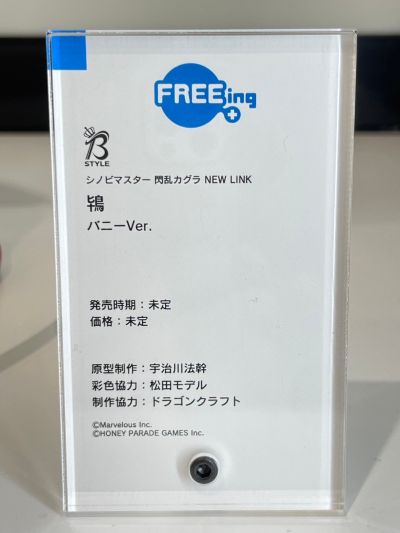 FREEing
B
STYLE
シノビマスター 閃乱カグラ NEW LINK
鴇
バニーVer.
発売時期：未定
価格：未定
原型制作：宇治川法幹
彩色協力：松田モデル
制作協力：ドラゴンクラフト
©Marvelous Inc.
©HONEY PARADE GAMES Inc.